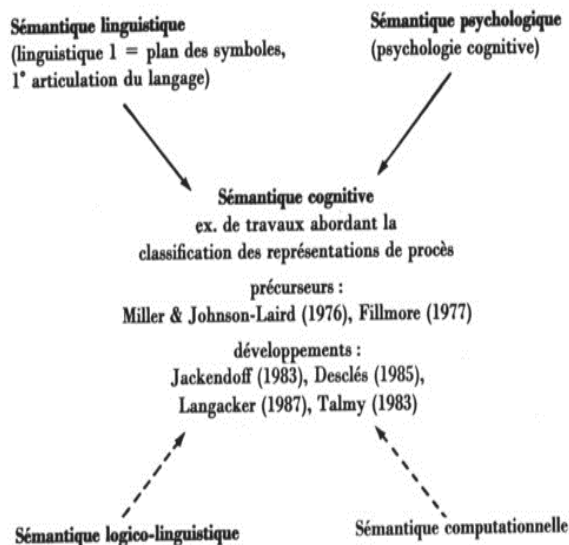 Sémantique linguistique
(linguistique 1 = plan des symboles,
1° articulation du langage)
Sémantique psychologique
(psychologie cognitive)
Sémantique cognitive
ex. de travaux abordant la
classification des représentations de procès
précurseurs :
Miller & Johnson-Laird (1976), Fillmore (1977)
développements :
Jackendoff (1983), Desclés (1985),
Langacker (1987), Talmy (1983)
Sémantique logico-linguistique
Sémantique computationnelle